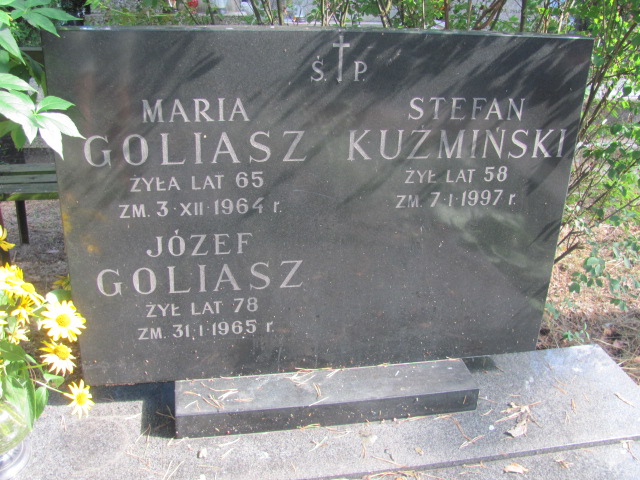 Ś. P.
MARIA
GOLIASZ
ŻYŁA LAT 65
ZM. 3·XII 1964 r.
JÓZEF
GOLIASZ
ŻYŁ LAT 78
ZM. 31·I 1965 r.
STEFAN
KUŹMIŃSKI
ŻYŁ LAT 58
ZM. 7·I·1997 r.